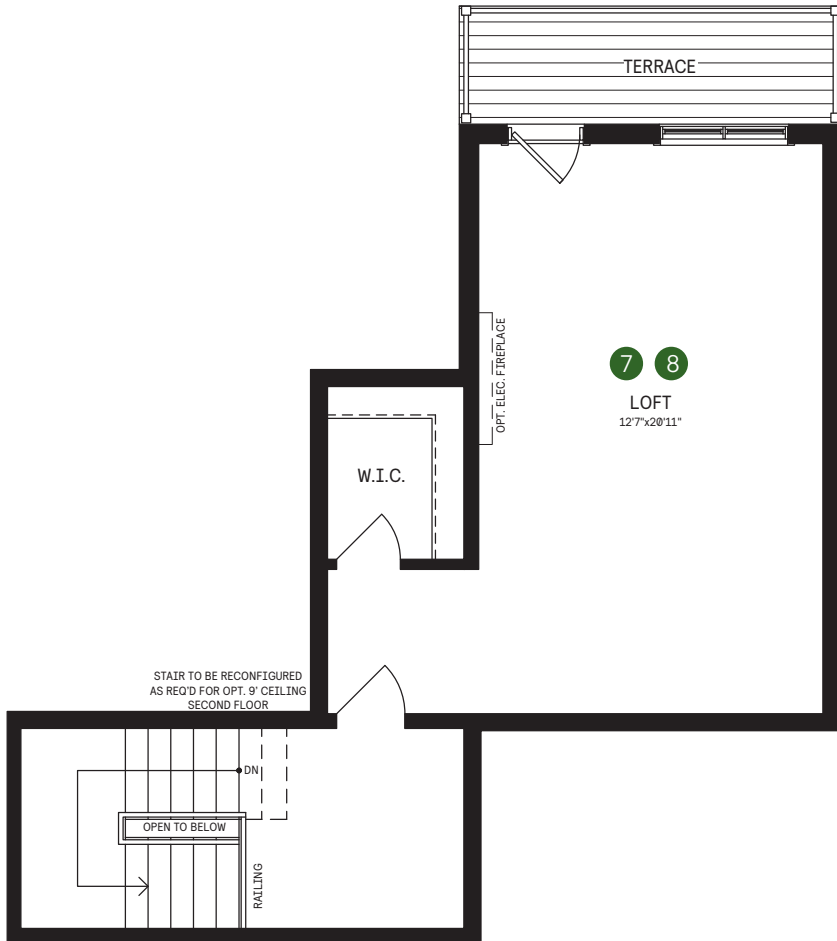 TERRACE
OPT. ELEC. FIREPLACE
7 8
LOFT
12'7"x20'11"
W.I.C.
STAIR TO BE RECONFIGURED
AS REQ'D FOR OPT. 9' CEILING
SECOND FLOOR
DN
OPEN TO BELOW
RAILING